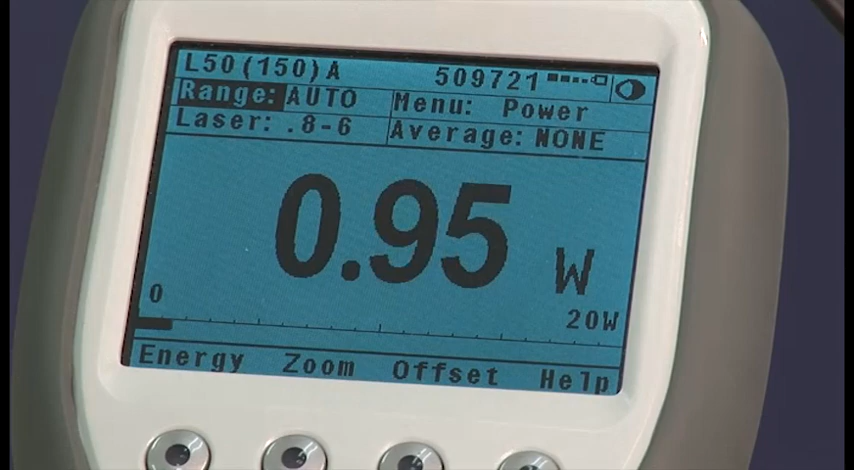 L50(150)A 509721
Range: AUTO Menu: Power
Laser: .8-6 Average: NONE
0.95 W
0 20W
Energy Zoom Offset Help